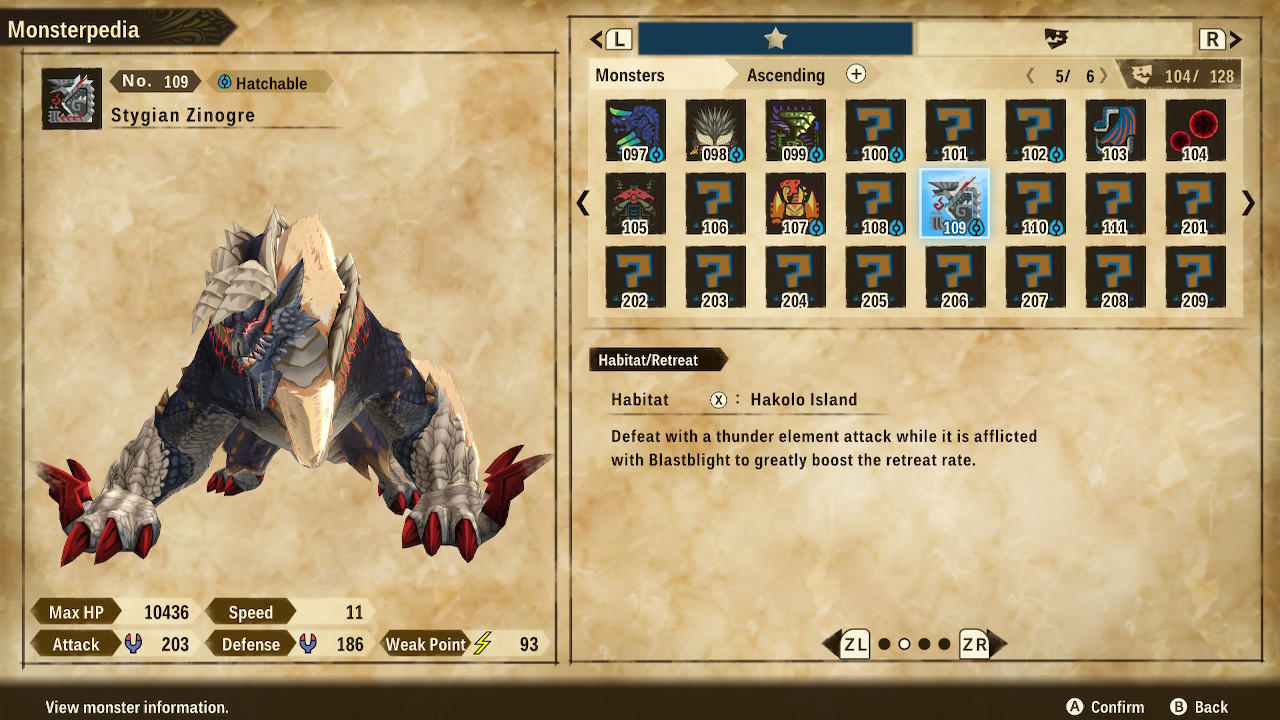 Monsterpedia
No. 109
Hatchable
Stygian Zinogre
Max HP 10436 Speed 11
Attack 203 Defense 186 Weak Point 93
L R
Monsters Ascending 5/ 6 104/ 128
097 098 099 100 101 102 103 104
105 106 107 108 109 110 111 201
202 203 204 205 206 207 208 209
Habitat/Retreat
Habitat X : Hakolo Island
Defeat with a thunder element attack while it is afflicted
with Blastblight to greatly boost the retreat rate.
ZL ZR
View monster information.
A Confirm B Back